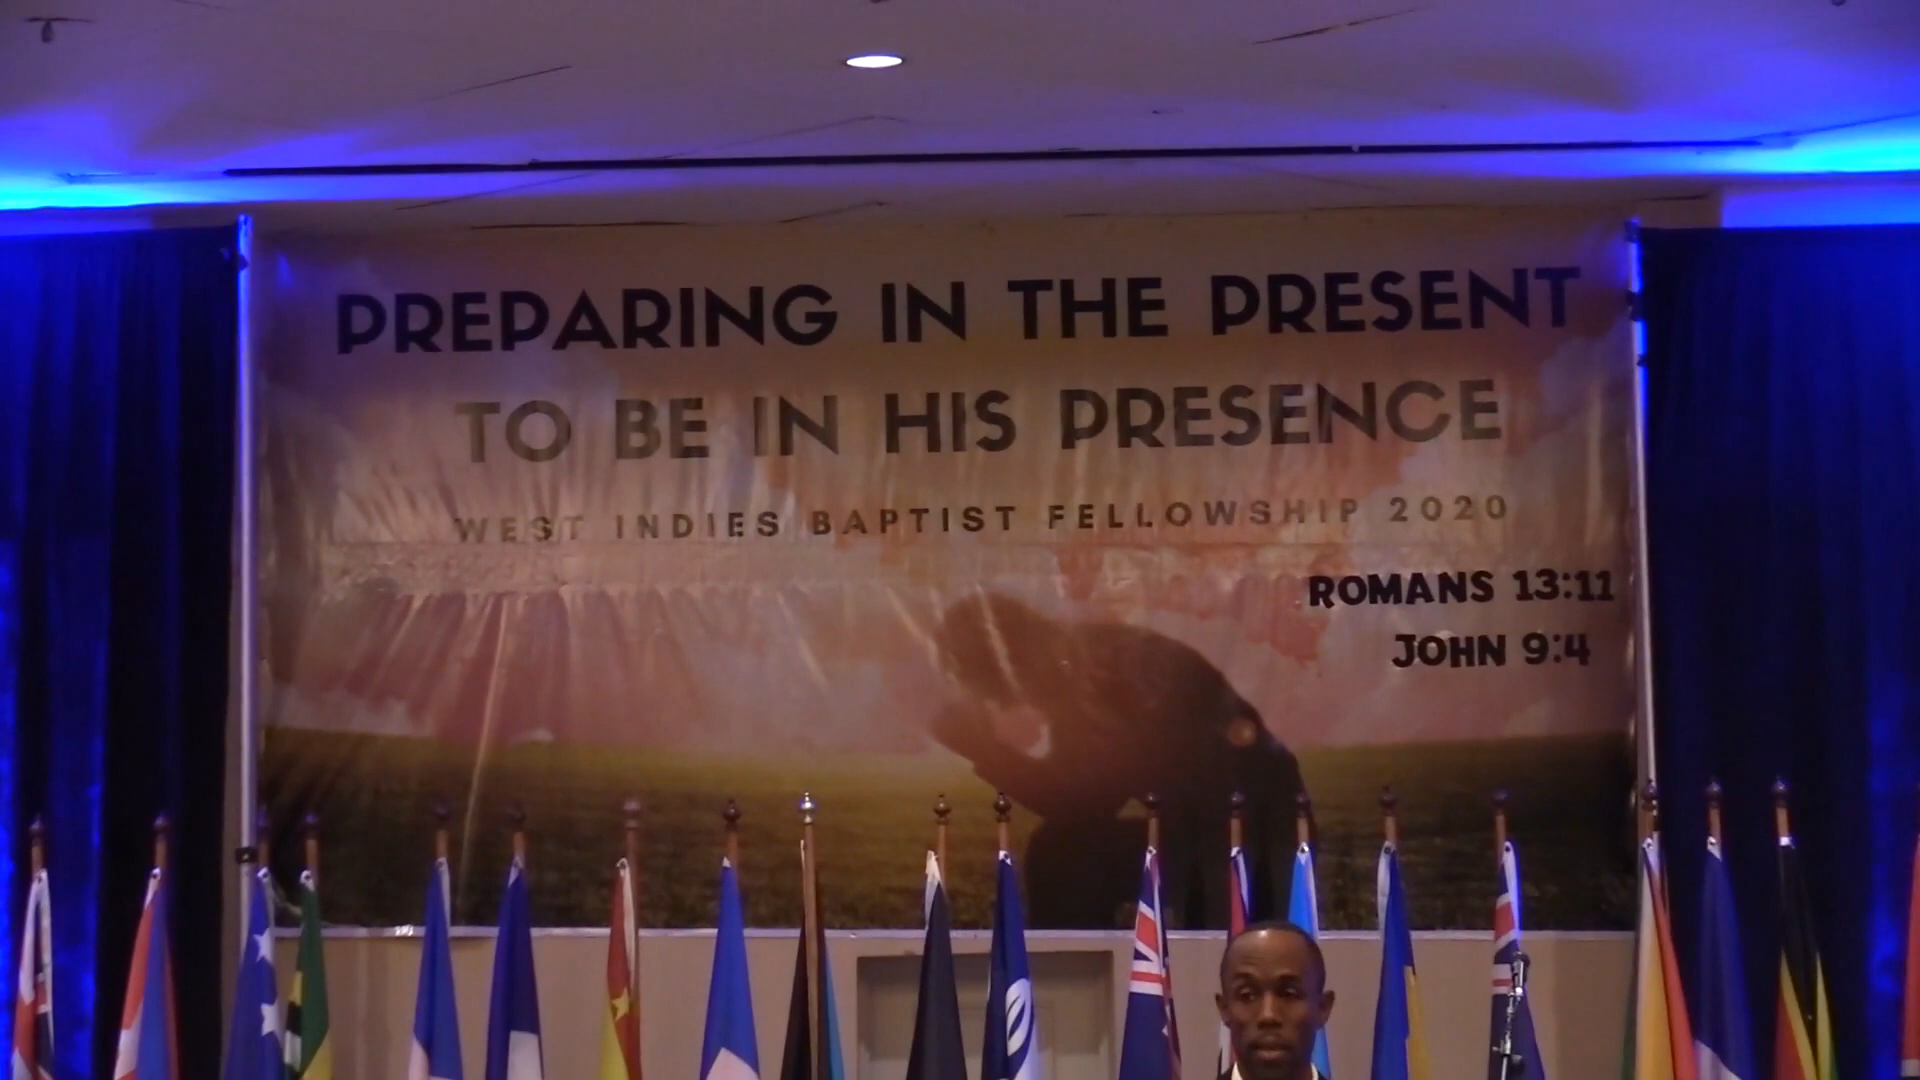 PREPARING IN THE PRESENT
TO BE IN HIS PRESENCE
WEST INDIES BAPTIST FELLOWSHIP 2020
ROMANS 13:11
JOHN 9:4